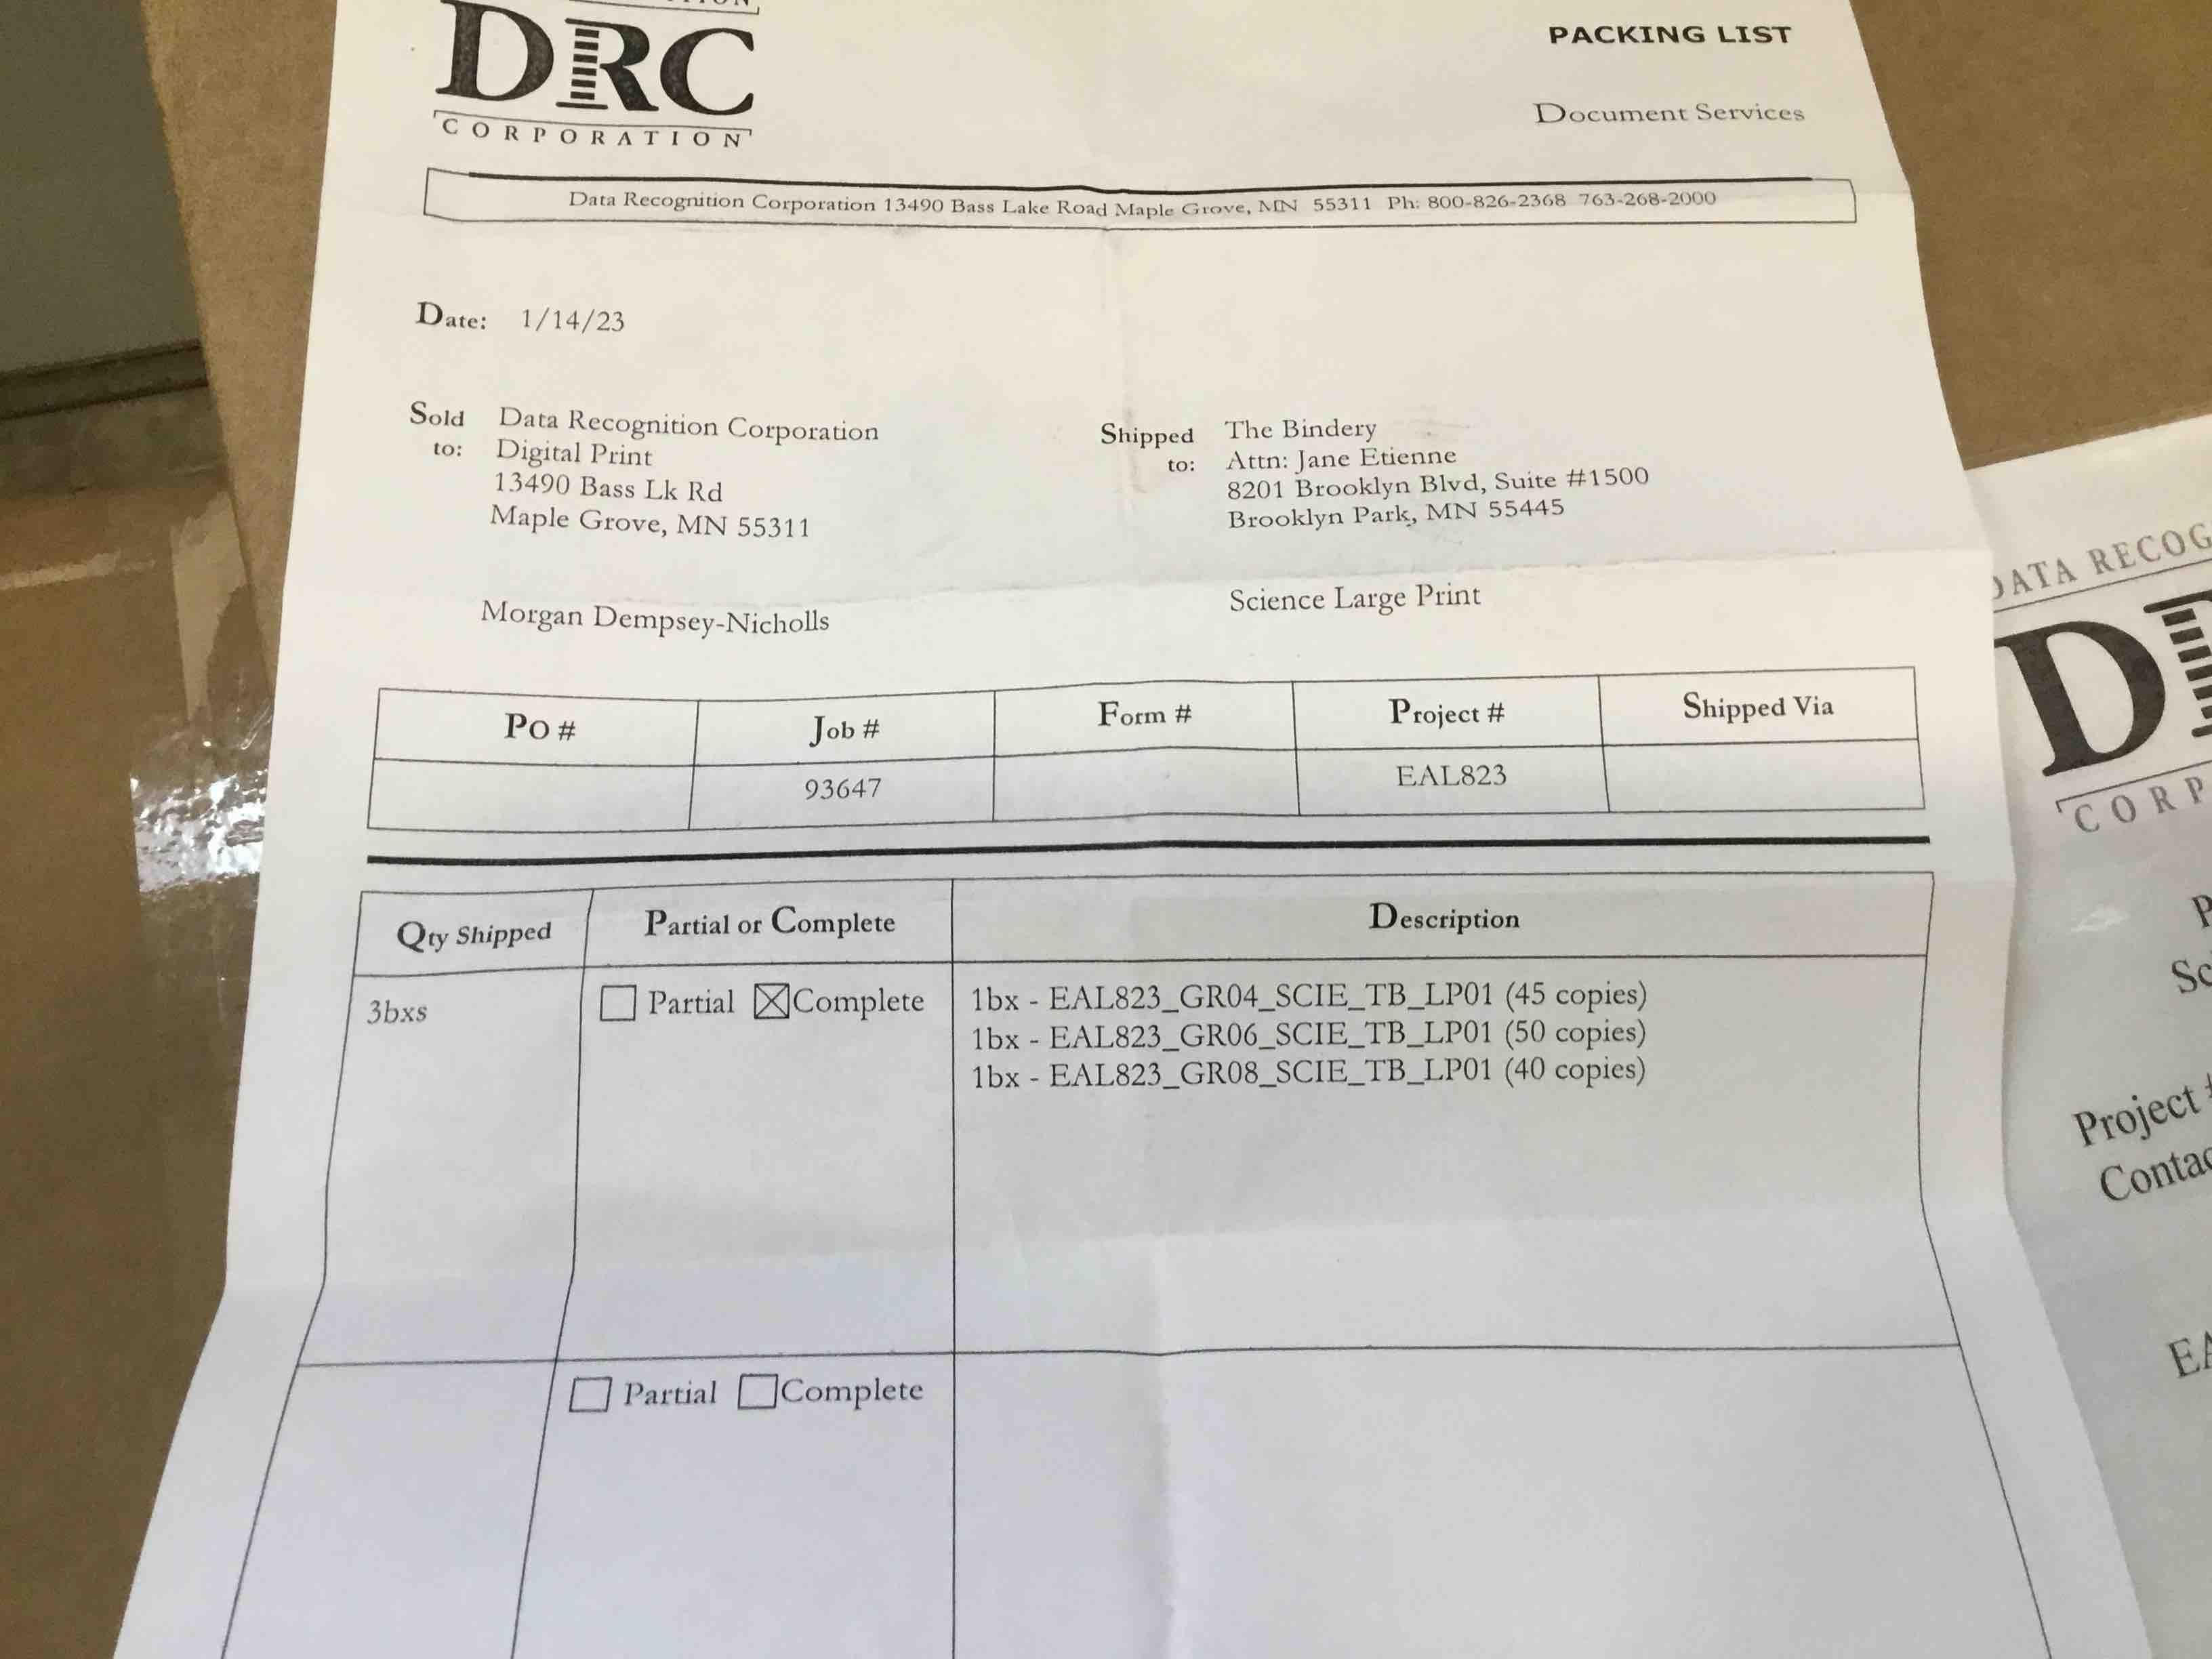 DRC
CORPORATION
PACKING LIST
Document Services
Data Recognition Corporation 13490 Bass Lake Road Maple Grove, MN 55311 Ph: 800-826-2368 763-268-2000
Date: 1/14/23
Sold to:
Data Recognition Corporation
Digital Print
13490 Bass Lk Rd
Maple Grove, MN 55311
Shipped to:
The Bindery
Attn: Jane Etienne
8201 Brooklyn Blvd, Suite #1500
Brooklyn Park, MN 55445
Morgan Dempsey-Nicholls
Science Large Print
PO # Job # Form # Project # Shipped Via
93647 EAL823
Qty Shipped Partial or Complete Description
3bxs Partial Complete 1bx - EAL823_GR04_SCIE_TB_LP01 (45 copies)
1bx - EAL823_GR06_SCIE_TB_LP01 (50 copies)
1bx - EAL823_GR08_SCIE_TB_LP01 (40 copies)
Partial Complete
DATA RECOG
D
CORP
Project #
Contac